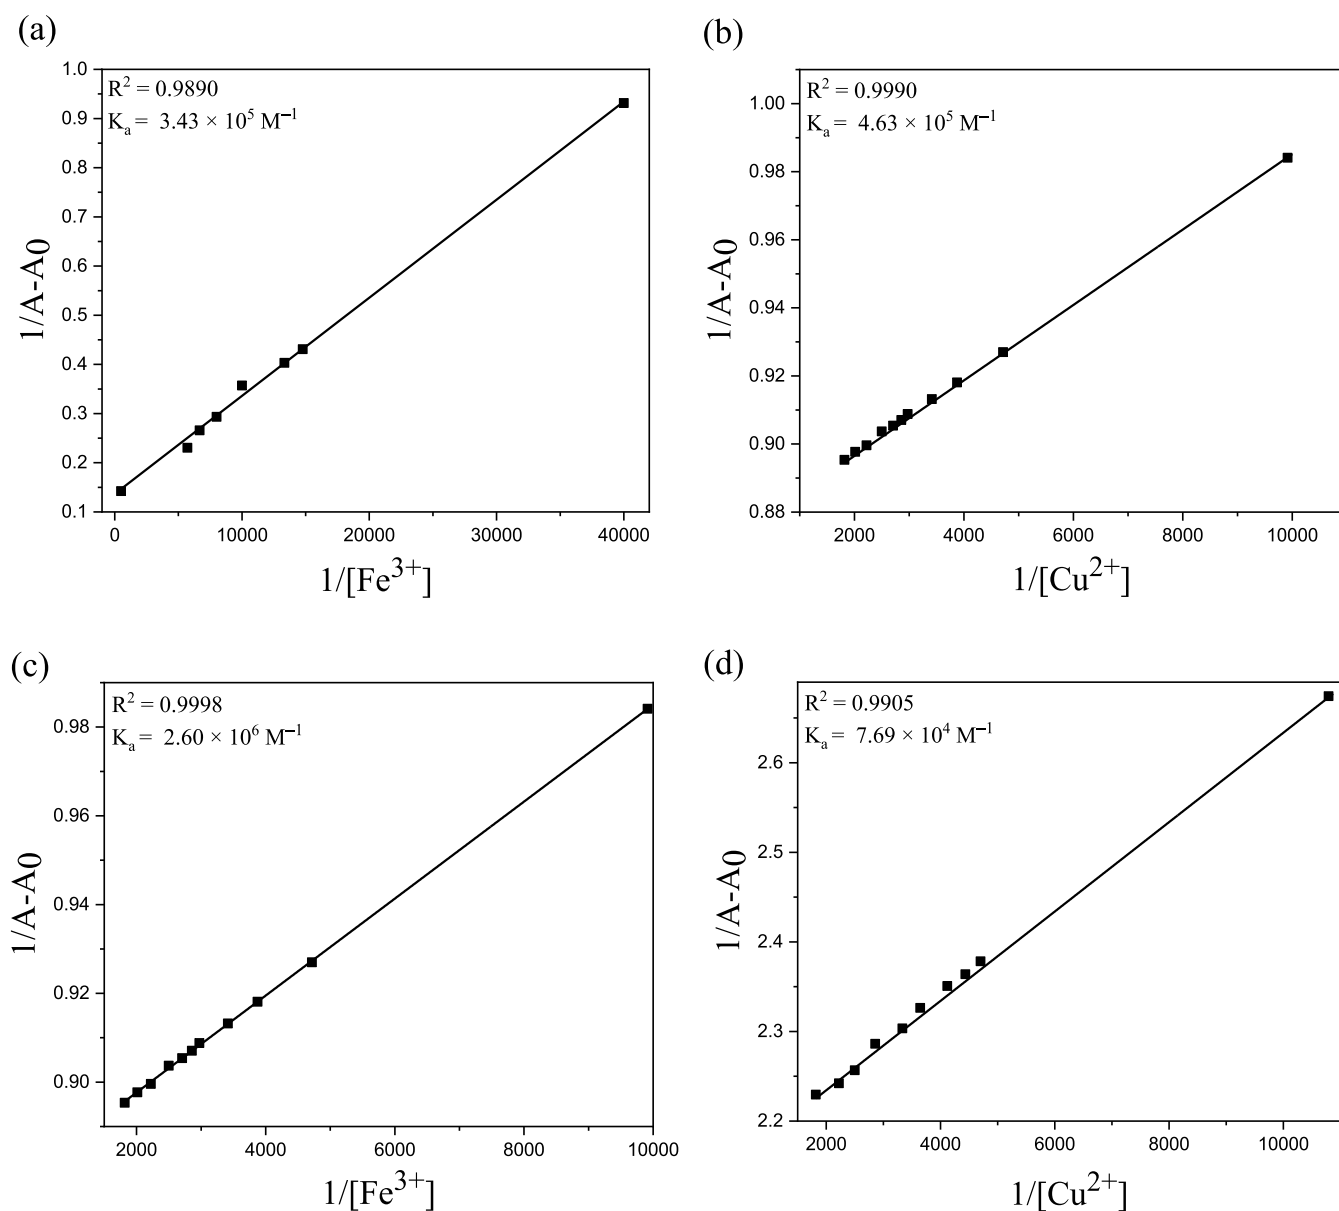 (a)
R² = 0.9890
Kₐ = 3.43 × 10⁵ M⁻¹
1.0
0.9
0.8
0.7
0.6
0.5
0.4
0.3
0.2
0.1
1/A-A0
0 10000 20000 30000 40000
1/[Fe³⁺]
(b)
R² = 0.9990
Kₐ = 4.63 × 10⁵ M⁻¹
1.00
0.98
0.96
0.94
0.92
0.90
0.88
1/A-A0
2000 4000 6000 8000 10000
1/[Cu²⁺]
(c)
R² = 0.9998
Kₐ = 2.60 × 10⁶ M⁻¹
0.98
0.96
0.94
0.92
0.90
1/A-A0
2000 4000 6000 8000 10000
1/[Fe³⁺]
(d)
R² = 0.9905
Kₐ = 7.69 × 10⁴ M⁻¹
2.6
2.5
2.4
2.3
2.2
1/A-A0
2000 4000 6000 8000 10000
1/[Cu²⁺]